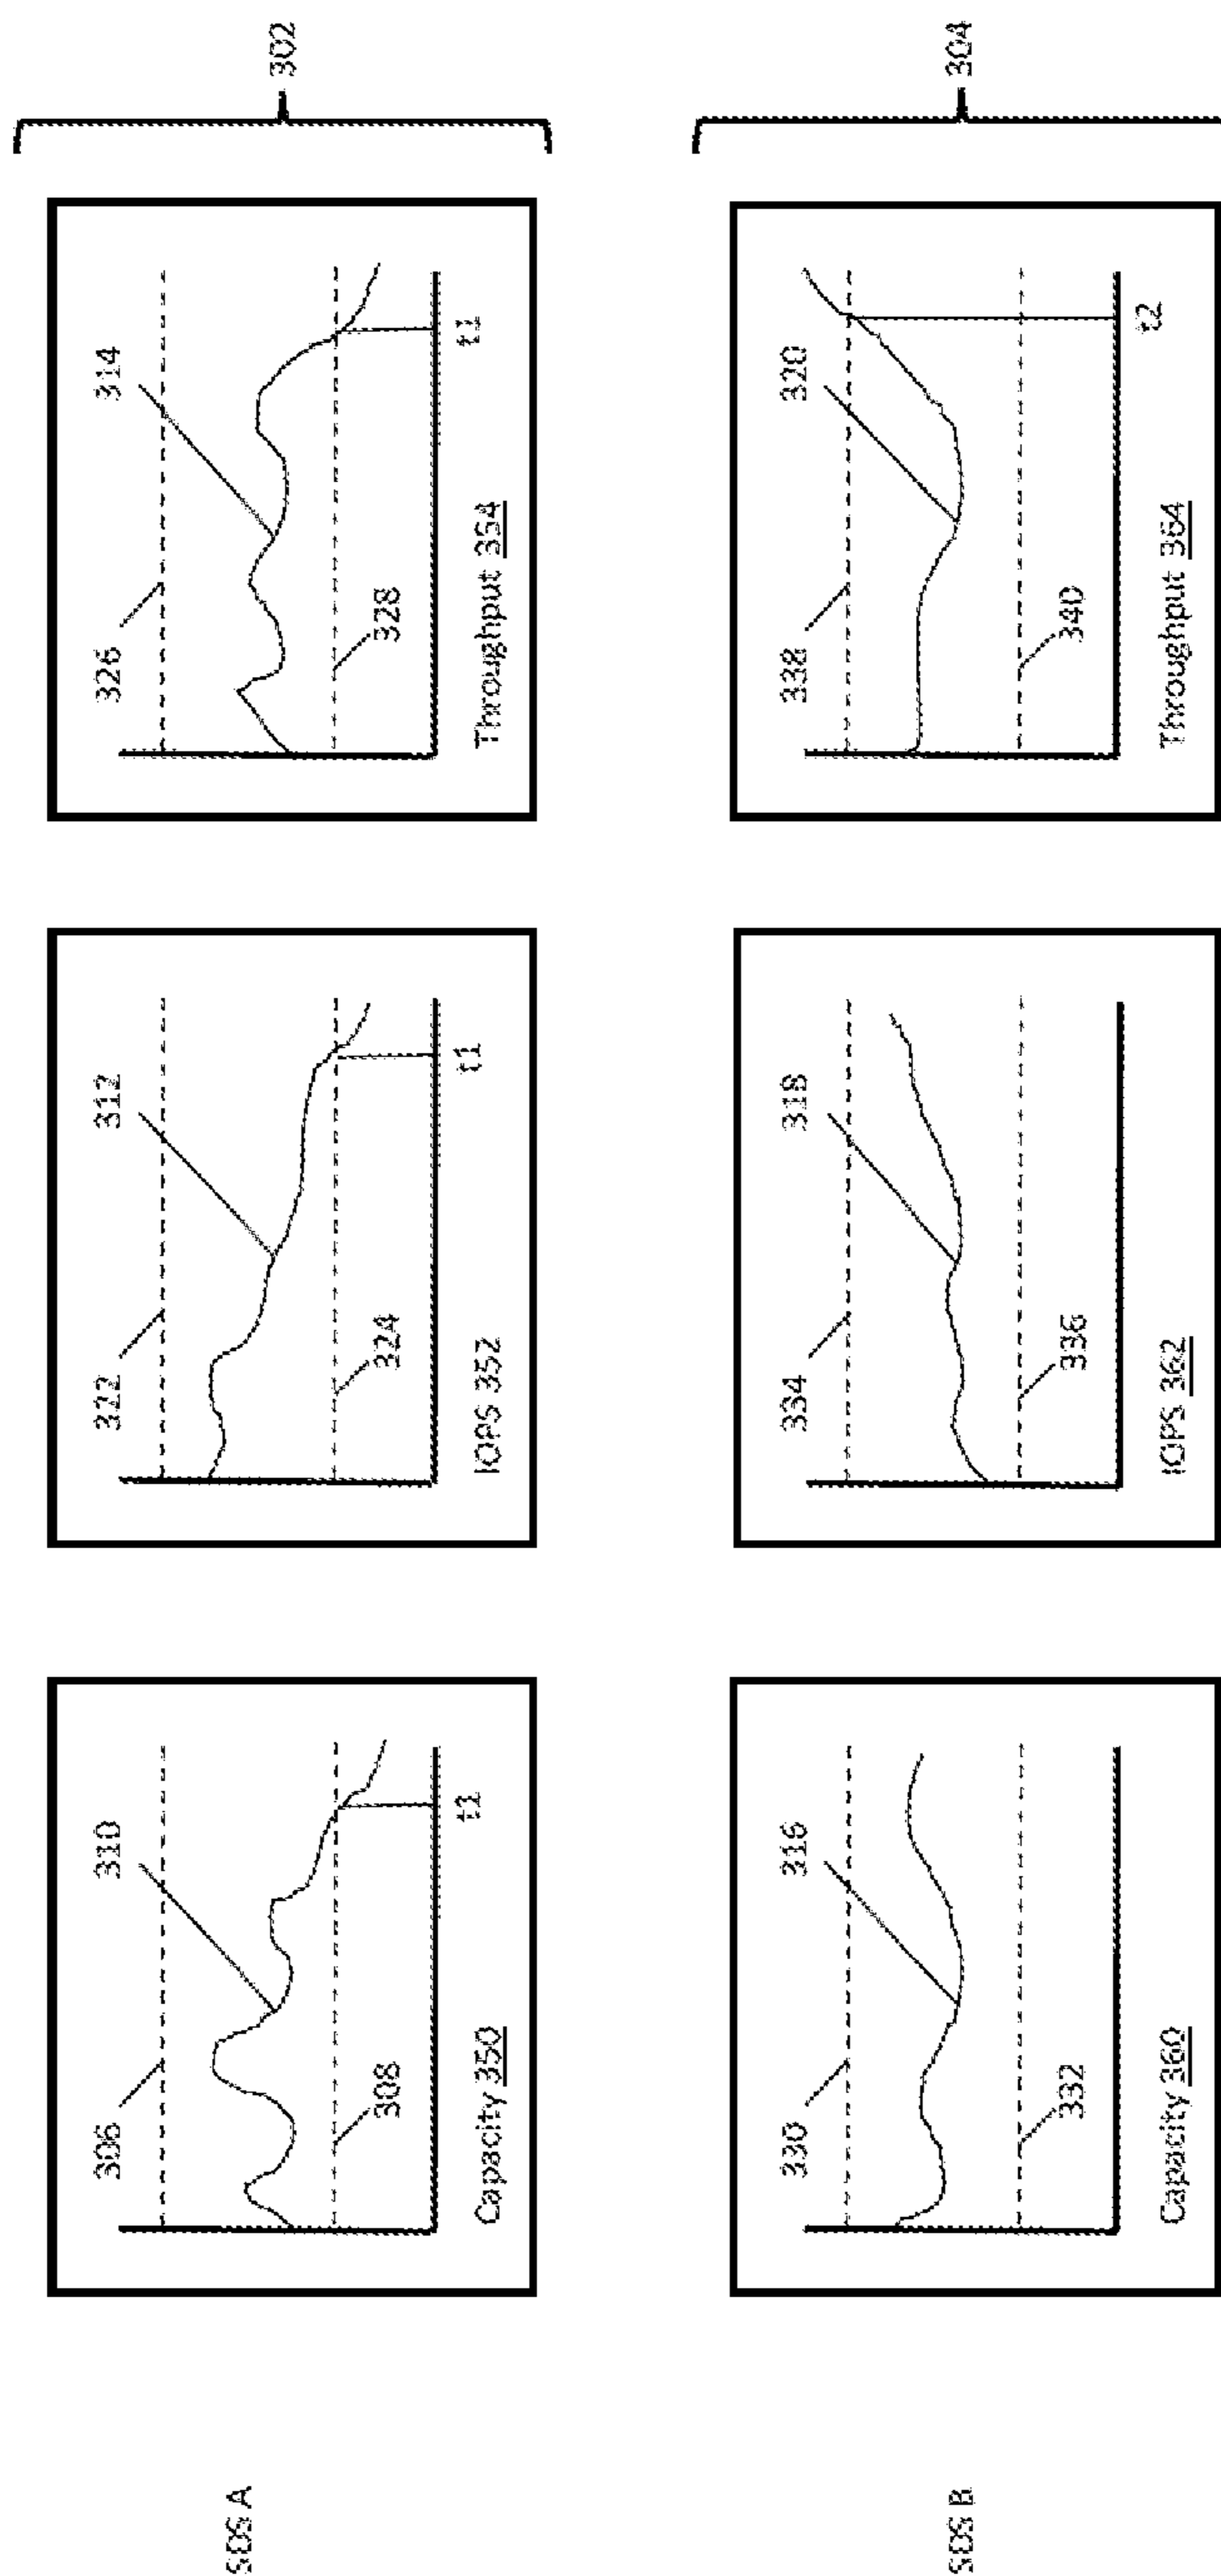 SDS A
306
310
308
t1
Capacity 350
322
312
324
t1
IOPS 352
326
314
328
t1
Throughput 354
302
SDS B
330
316
332
Capacity 360
334
318
336
IOPS 362
338
320
340
t2
Throughput 364
304